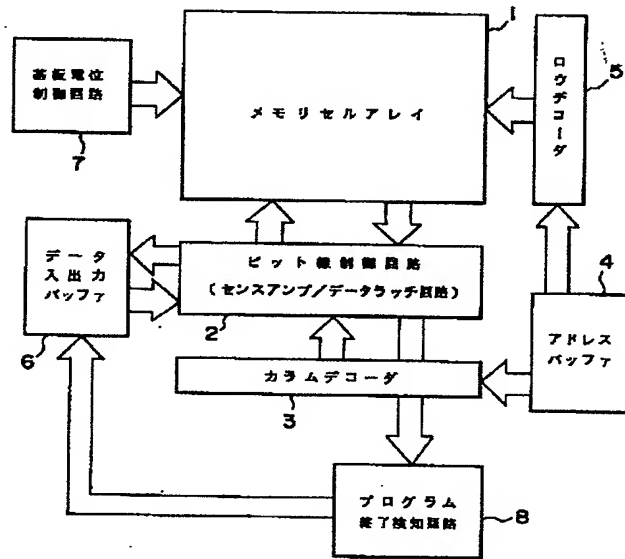 1
メモリセルアレイ
基板電位
制御回路
7
ロウデコーダ
5
データ
入出力
バッファ
6
ビット線制御回路
(センスアンプ/データラッチ回路)
2
アドレス
バッファ
4
カラムデコーダ
3
プログラム
終了検知回路
8